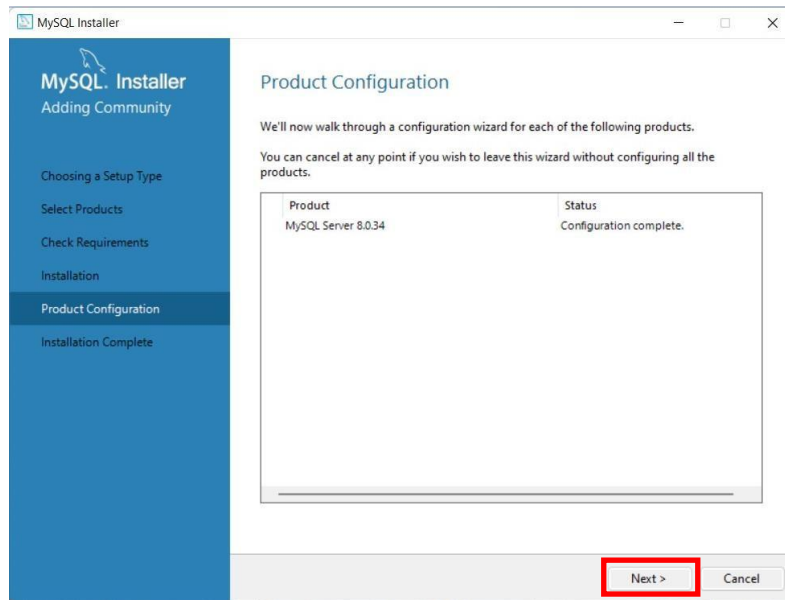 MySQL Installer
MySQL. Installer
Adding Community
Choosing a Setup Type
Select Products
Check Requirements
Installation
Product Configuration
Installation Complete
Product Configuration
We'll now walk through a configuration wizard for each of the following products.
You can cancel at any point if you wish to leave this wizard without configuring all the
products.
Product Status
MySQL Server 8.0.34 Configuration complete.
Next > Cancel